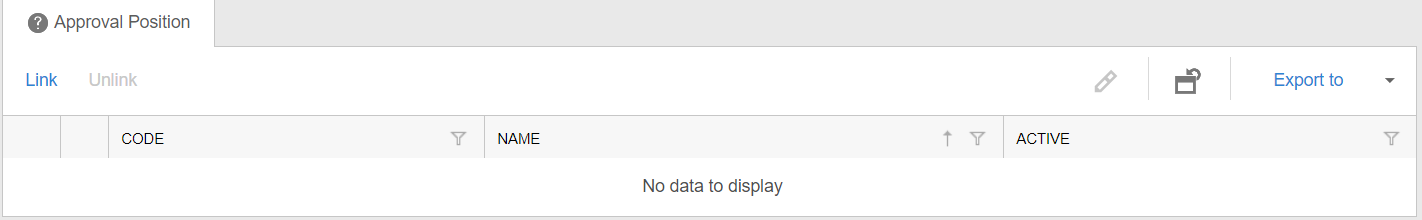 Approval Position
Link Unlink Export to
CODE NAME ACTIVE
No data to display